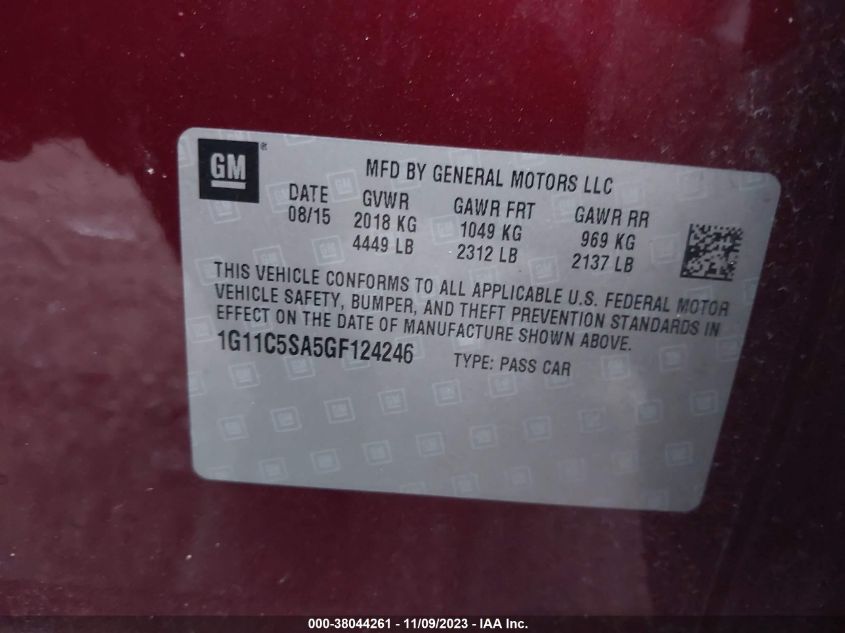 GM®
MFD BY GENERAL MOTORS LLC
DATE GVWR GAWR FRT GAWR RR
08/15 2018 KG 1049 KG 969 KG
4449 LB 2312 LB 2137 LB
THIS VEHICLE CONFORMS TO ALL APPLICABLE U.S. FEDERAL MOTOR
VEHICLE SAFETY, BUMPER, AND THEFT PREVENTION STANDARDS IN
EFFECT ON THE DATE OF MANUFACTURE SHOWN ABOVE.
1G11C5SA5GF124246 TYPE: PASS CAR
000-38044261 - 11/09/2023 - IAA Inc.